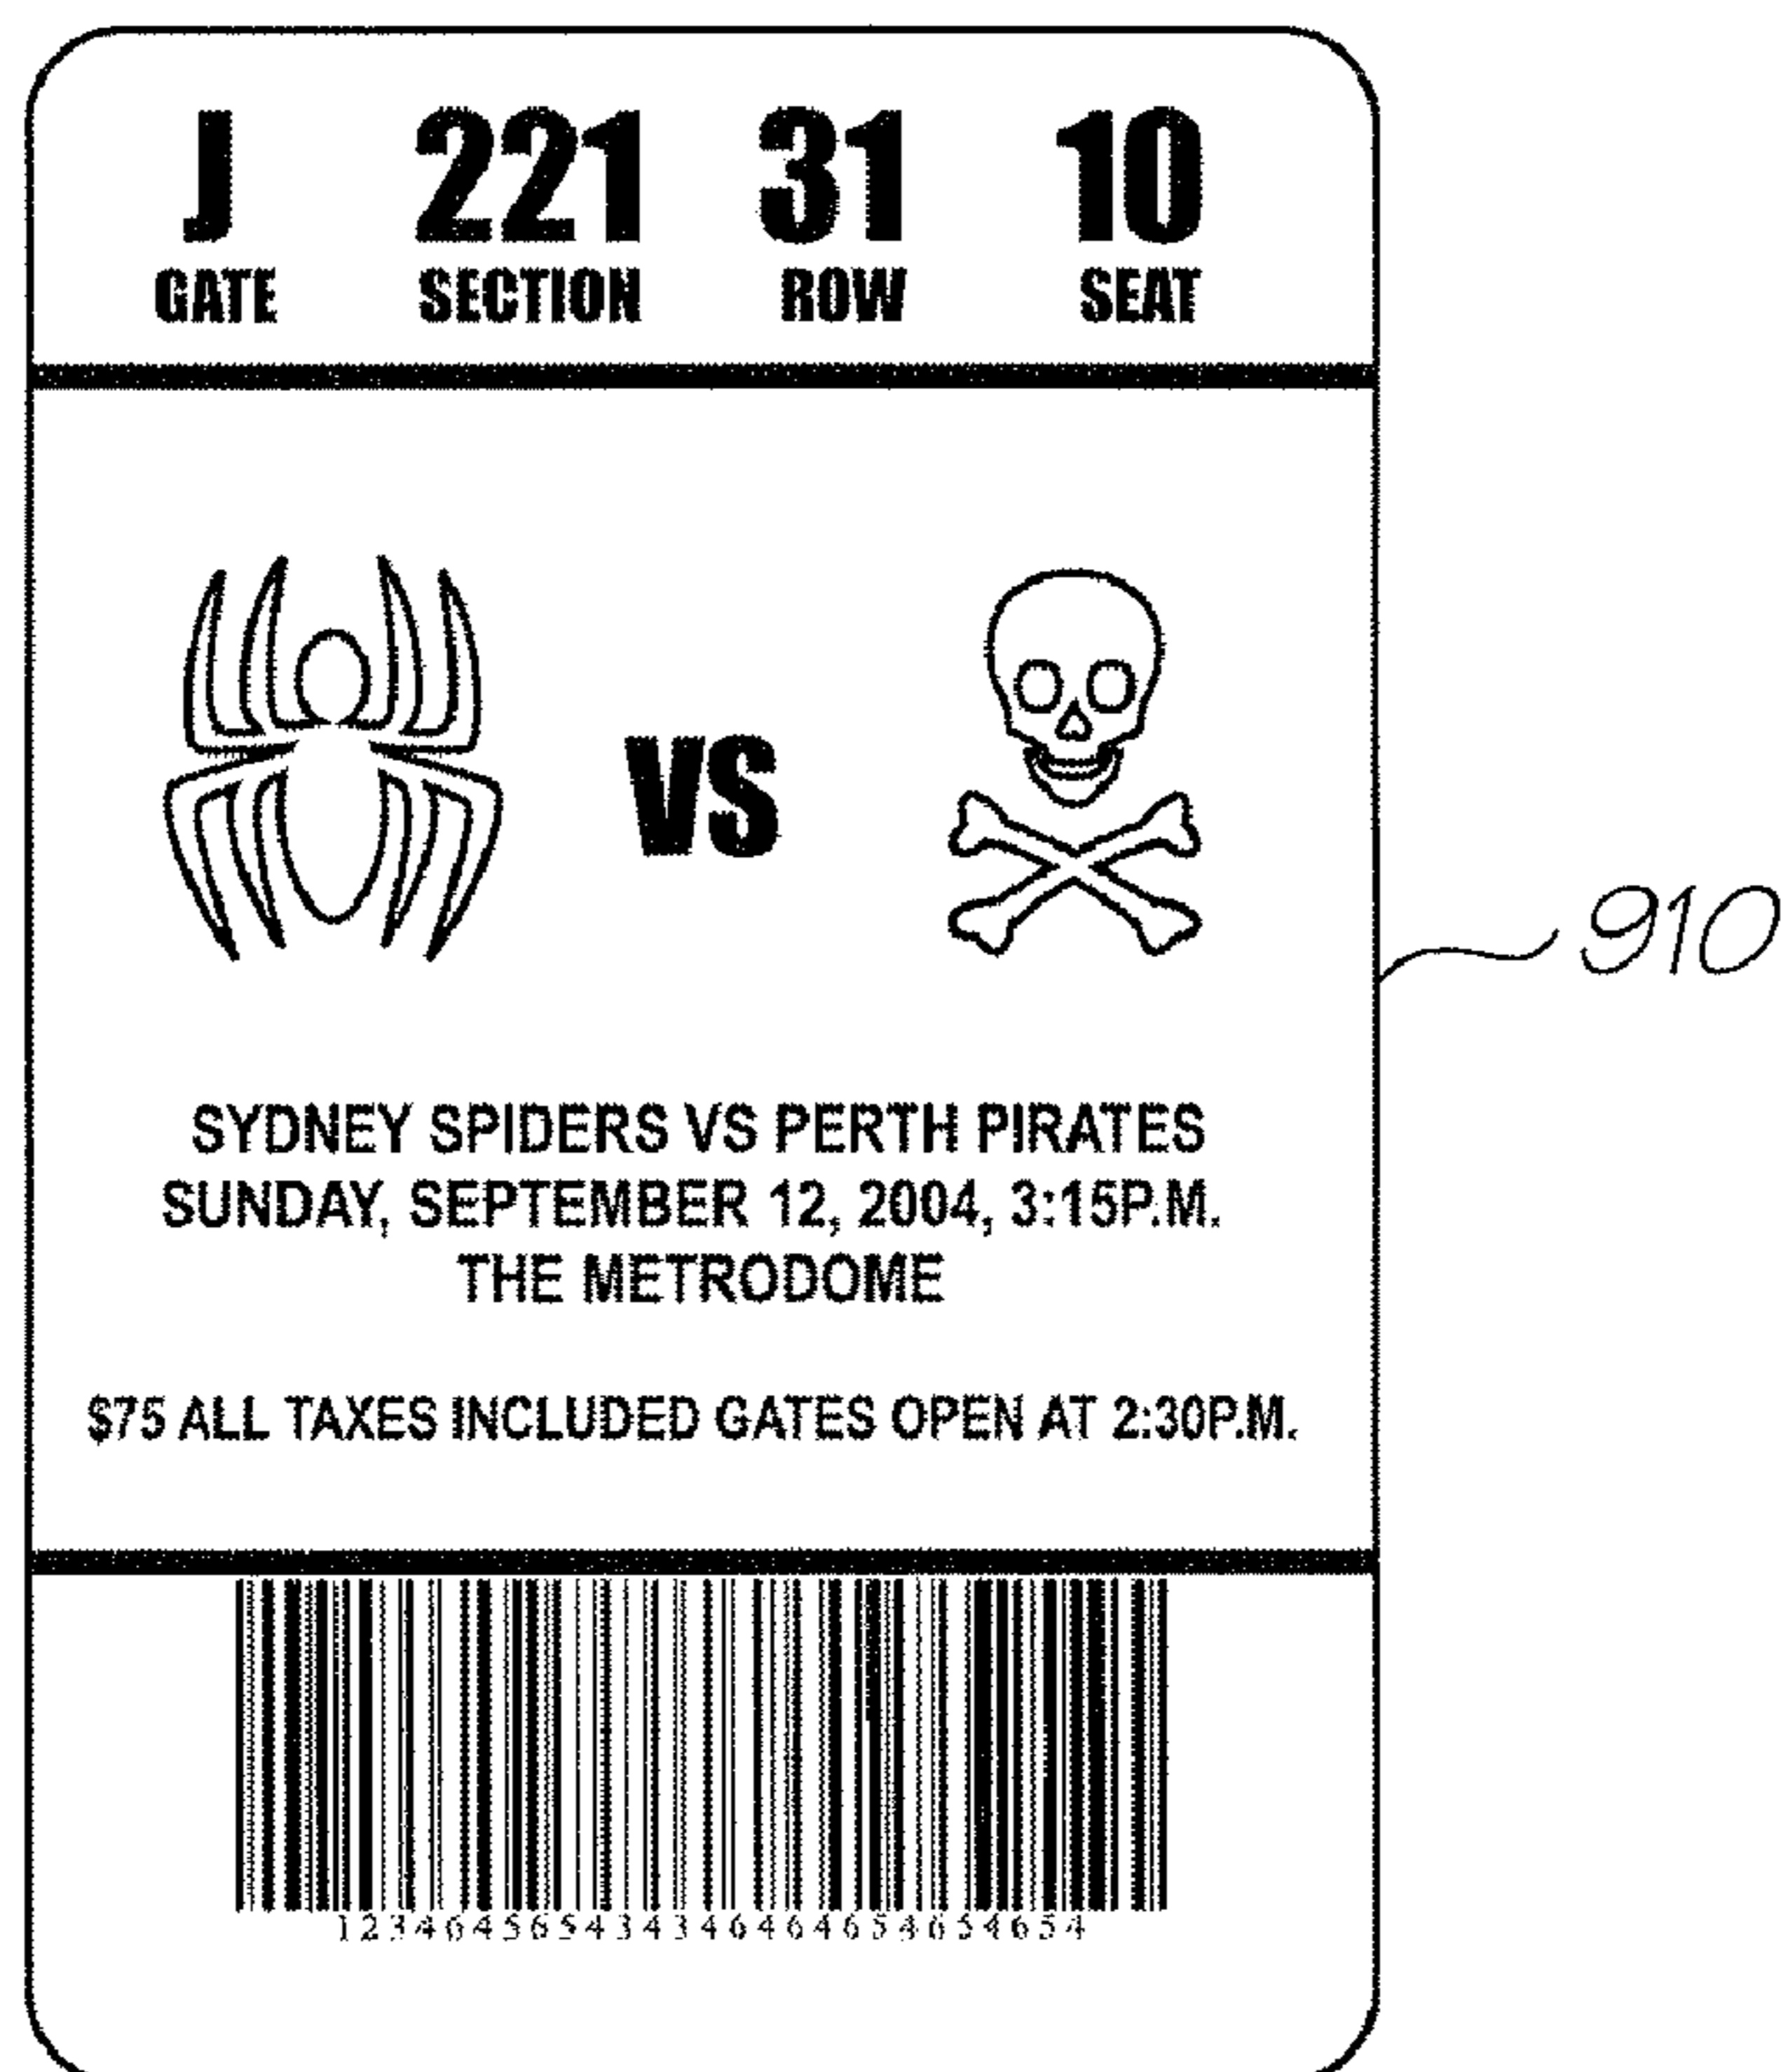 J 221 31 10
GATE SECTION ROW SEAT
VS
910
SYDNEY SPIDERS VS PERTH PIRATES
SUNDAY, SEPTEMBER 12, 2004, 3:15P.M.
THE METRODOME
$75 ALL TAXES INCLUDED GATES OPEN AT 2:30P.M.